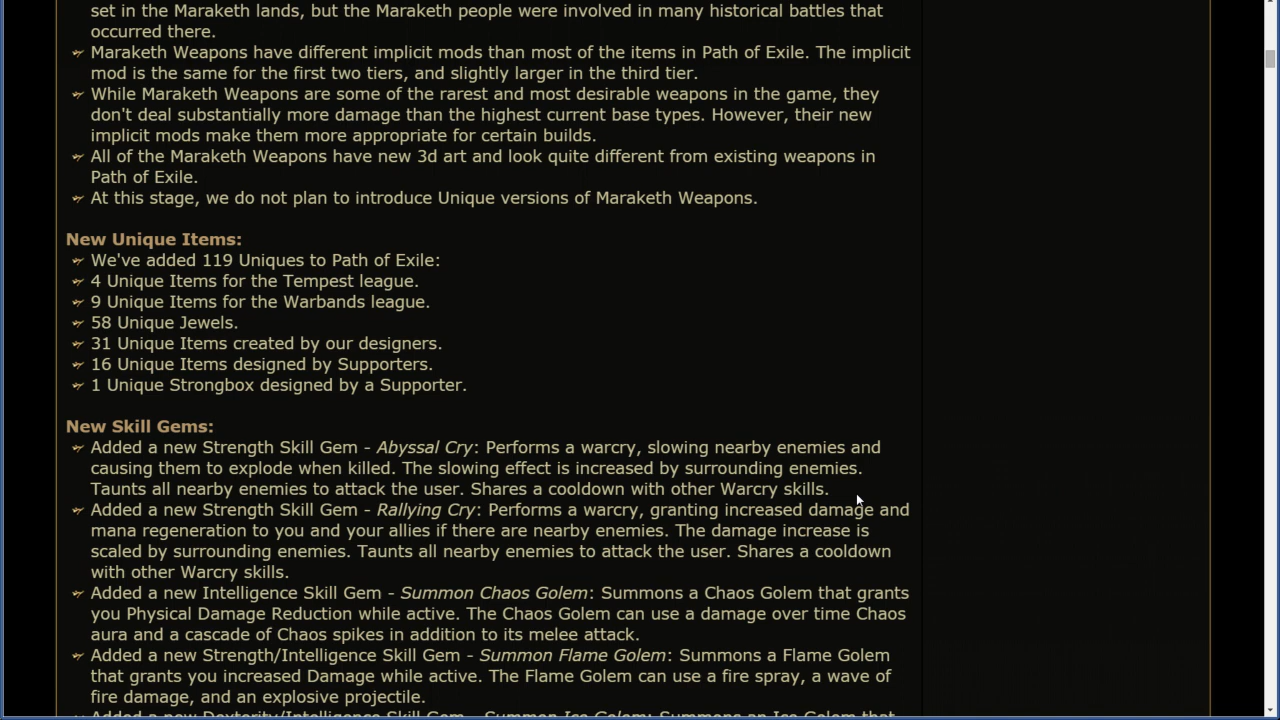 set in the Maraketh lands, but the Maraketh people were involved in many historical battles that
occurred there.
Maraketh Weapons have different implicit mods than most of the items in Path of Exile. The implicit
mod is the same for the first two tiers, and slightly larger in the third tier.
While Maraketh Weapons are some of the rarest and most desirable weapons in the game, they
don't deal substantially more damage than the highest current base types. However, their new
implicit mods make them more appropriate for certain builds.
All of the Maraketh Weapons have new 3d art and look quite different from existing weapons in
Path of Exile.
At this stage, we do not plan to introduce Unique versions of Maraketh Weapons.
New Unique Items:
We've added 119 Uniques to Path of Exile:
4 Unique Items for the Tempest league.
9 Unique Items for the Warbands league.
58 Unique Jewels.
31 Unique Items created by our designers.
16 Unique Items designed by Supporters.
1 Unique Strongbox designed by a Supporter.
New Skill Gems:
Added a new Strength Skill Gem - Abyssal Cry: Performs a warcry, slowing nearby enemies and
causing them to explode when killed. The slowing effect is increased by surrounding enemies.
Taunts all nearby enemies to attack the user. Shares a cooldown with other Warcry skills.
Added a new Strength Skill Gem - Rallying Cry: Performs a warcry, granting increased damage and
mana regeneration to you and your allies if there are nearby enemies. The damage increase is
scaled by surrounding enemies. Taunts all nearby enemies to attack the user. Shares a cooldown
with other Warcry skills.
Added a new Intelligence Skill Gem - Summon Chaos Golem: Summons a Chaos Golem that grants
you Physical Damage Reduction while active. The Chaos Golem can use a damage over time Chaos
aura and a cascade of Chaos spikes in addition to its melee attack.
Added a new Strength/Intelligence Skill Gem - Summon Flame Golem: Summons a Flame Golem
that grants you increased Damage while active. The Flame Golem can use a fire spray, a wave of
fire damage, and an explosive projectile.
Added a new Dexterity/Intelligence Skill Gem - Summon Ice Golem: Summons an Ice Golem that